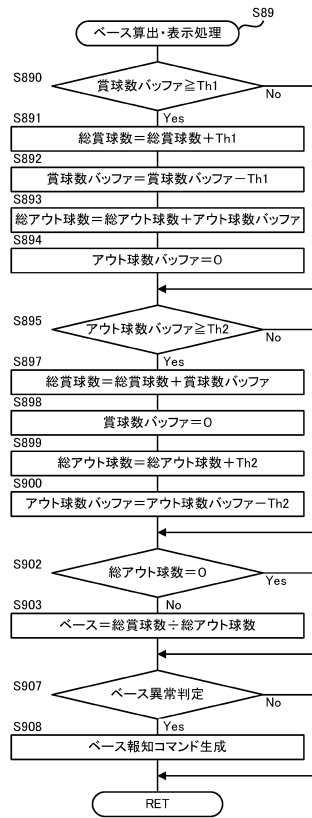 ベース算出・表示処理
S89
S890
賞球数バッファ≧Th1
No
Yes
S891
総賞球数=総賞球数+Th1
S892
賞球数バッファ=賞球数バッファ-Th1
S893
総アウト球数=総アウト球数+アウト球数バッファ
S894
アウト球数バッファ=0
S895
アウト球数バッファ≧Th2
No
Yes
S897
総賞球数=総賞球数+賞球数バッファ
S898
賞球数バッファ=0
S899
総アウト球数=総アウト球数+Th2
S900
アウト球数バッファ=アウト球数バッファ-Th2
S902
総アウト球数=0
Yes
No
S903
ベース=総賞球数÷総アウト球数
S907
ベース異常判定
No
Yes
S908
ベース報知コマンド生成
RET